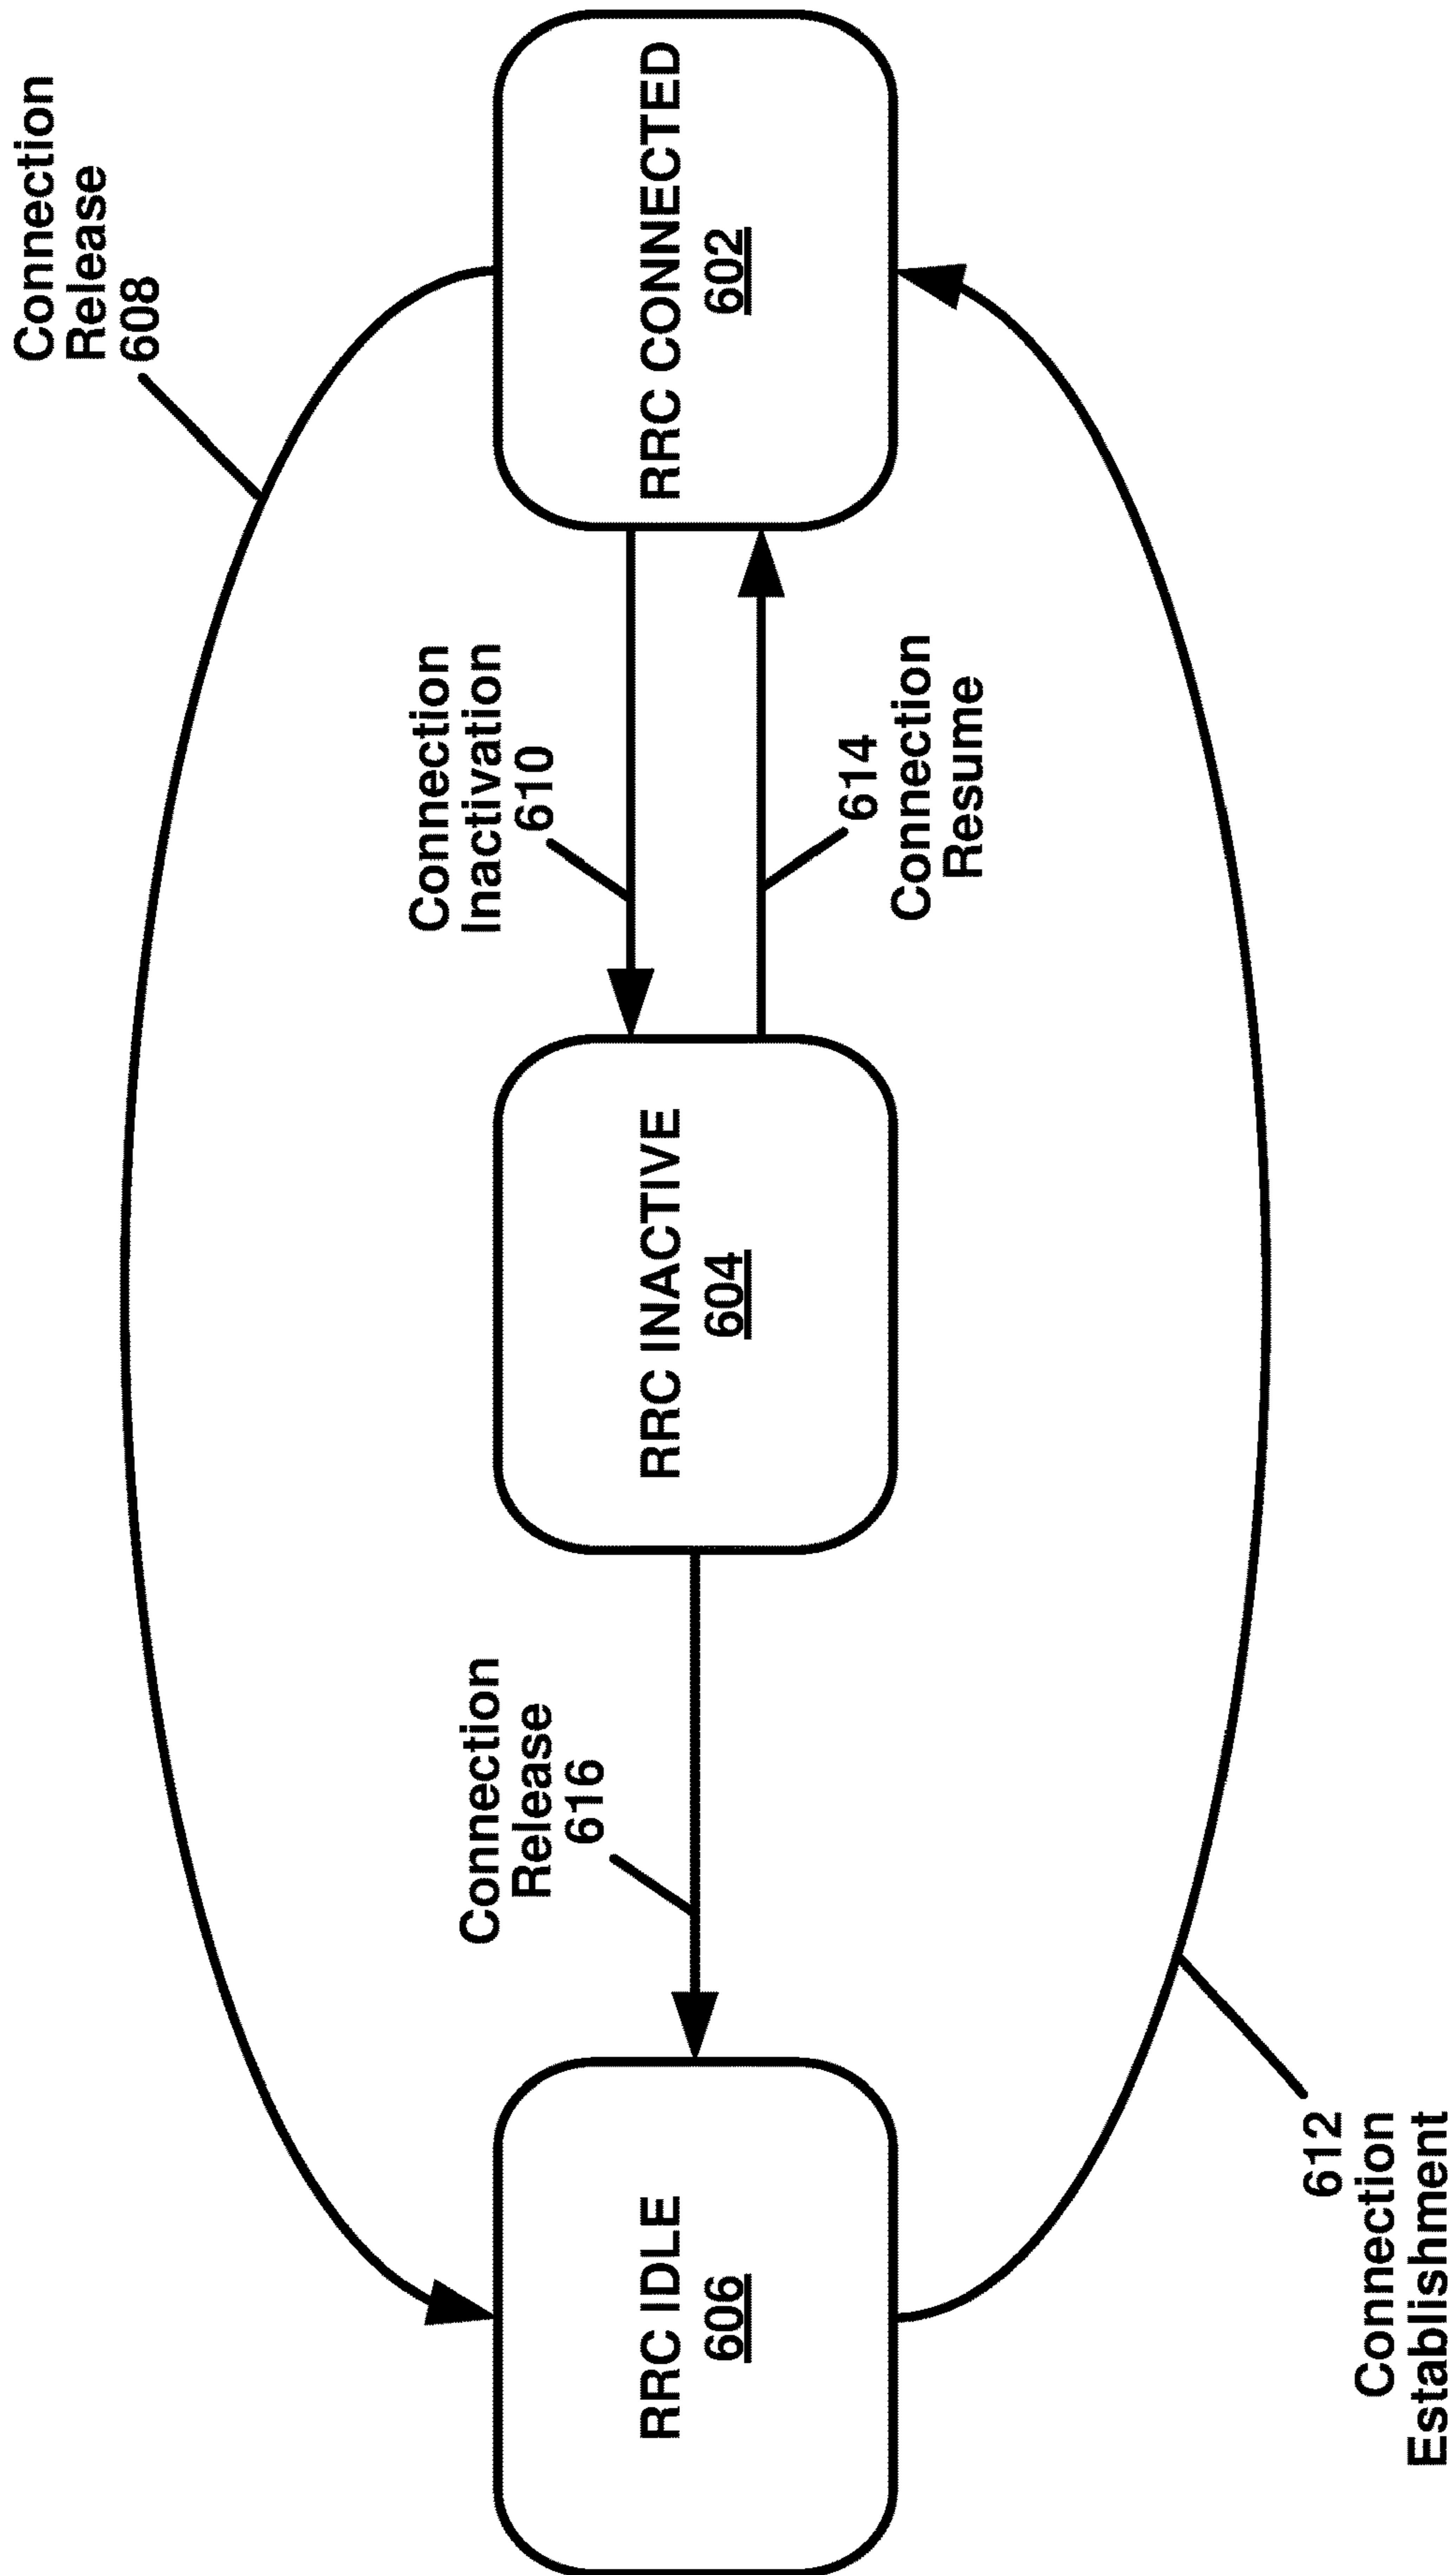 Connection
Release
608
Connection
Inactivation
610
Connection
Release
616
RRC IDLE
606
RRC INACTIVE
604
RRC CONNECTED
602
614
Connection
Resume
612
Connection
Establishment